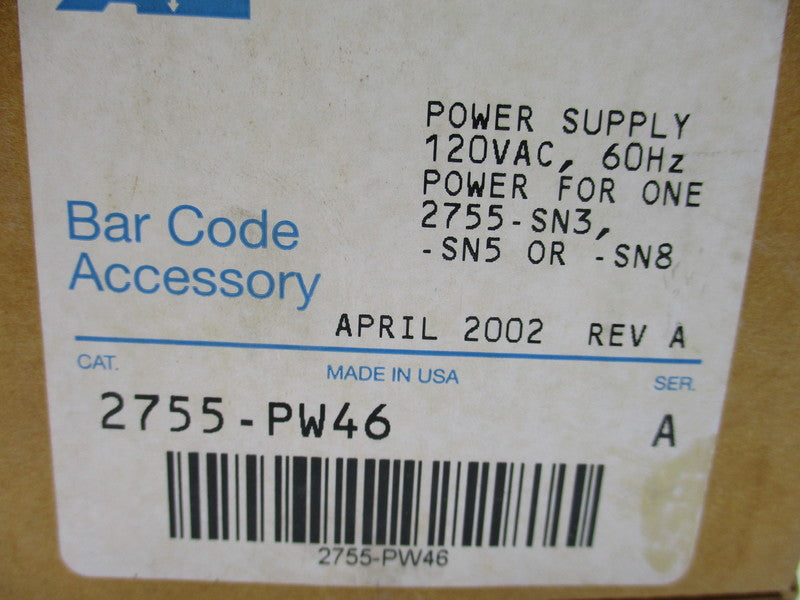 POWER SUPPLY
120VAC, 60Hz
POWER FOR ONE
2755-SN3,
-SN5 OR -SN8
Bar Code
Accessory
APRIL 2002 REV A
CAT. MADE IN USA SER.
2755-PW46 A
2755-PW46